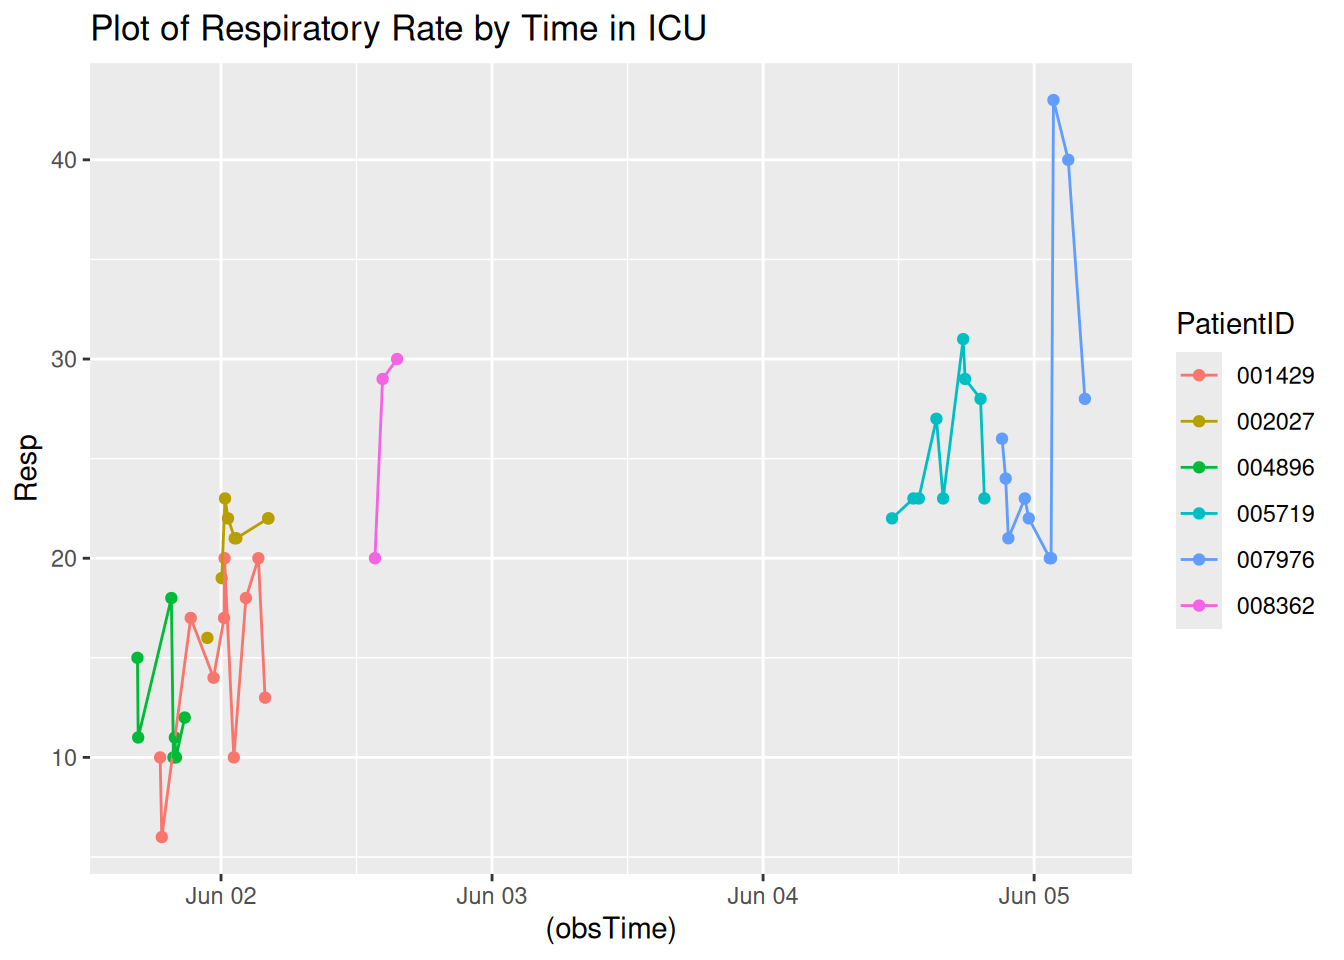 Plot of Respiratory Rate by Time in ICU
40
30
20
10
Resp
Jun 02
Jun 03
Jun 04
Jun 05
(obsTime)
PatientID
001429
002027
004896
005719
007976
008362